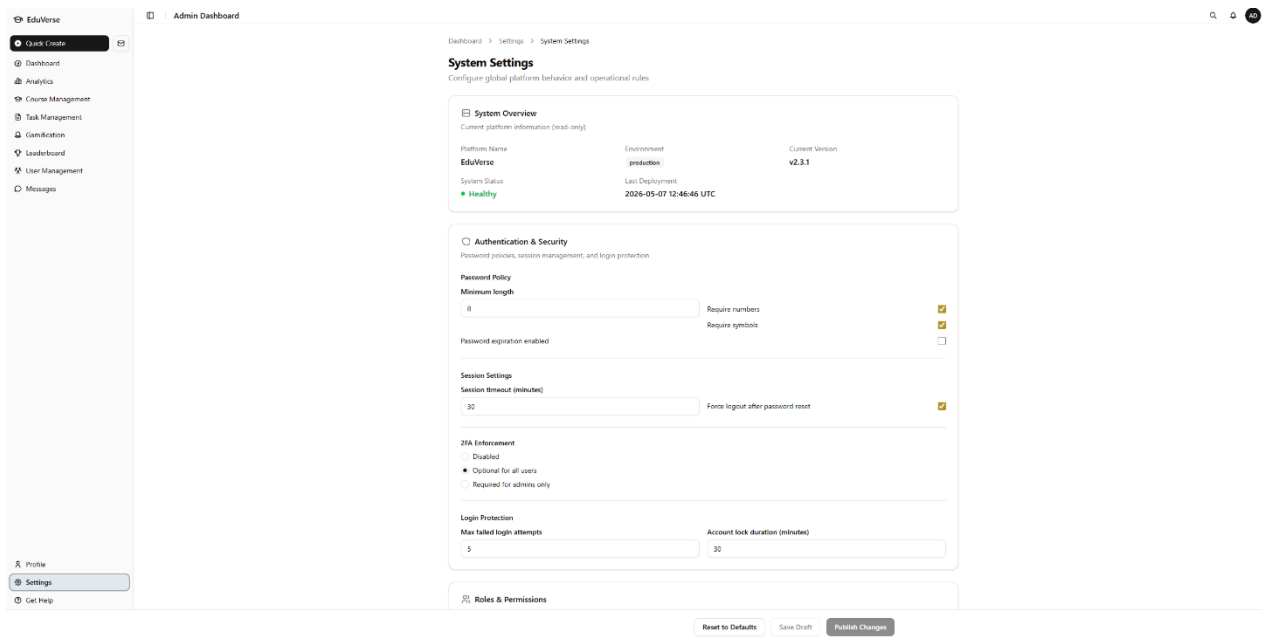 EduVerse
Admin Dashboard
AD
Quick Create
Dashboard
Analytics
Course Management
Task Management
Gamification
Leaderboard
User Management
Messages
Profile
Settings
Get Help
Dashboard > Settings > System Settings
System Settings
Configure global platform behavior and operational rules
System Overview
Current platform information (read-only)
Platform Name Environment Current Version
EduVerse production v2.3.1
System Status Last Deployment
Healthy 2026-05-07 12:46:46 UTC
Authentication & Security
Password policies, session management, and login protection
Password Policy
Minimum length
8 Require numbers
Require symbols
Password expiration enabled
Session Settings
Session timeout (minutes)
30 Force logout after password reset
2FA Enforcement
Disabled
Optional for all users
Required for admins only
Login Protection
Max failed login attempts Account lock duration (minutes)
5 30
Roles & Permissions
Reset to Defaults Save Draft Publish Changes